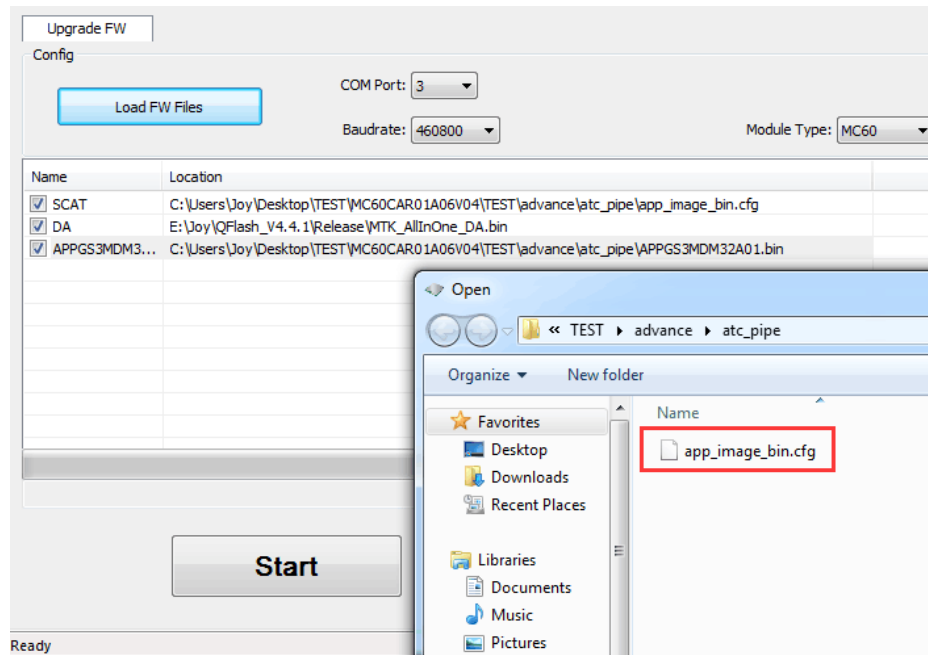 Upgrade FW
Config
Load FW Files
COM Port: 3
Baudrate: 460800
Module Type: MC60
Name Location
SCAT C:\Users\Joy\Desktop\TEST\MC60CAR01A06V04\TEST\advance\atc_pipe\app_image_bin.cfg
DA E:\Joy\QFlash_V4.4.1\Release\MTK_AllInOne_DA.bin
APPGS3MDM3... C:\Users\Joy\Desktop\TEST\MC60CAR01A06V04\TEST\advance\atc_pipe\APPGS3MDM32A01.bin
Open
« TEST advance atc_pipe
Organize New folder
Favorites
Desktop
Downloads
Recent Places
Libraries
Documents
Music
Pictures
Name
app_image_bin.cfg
Start
Ready